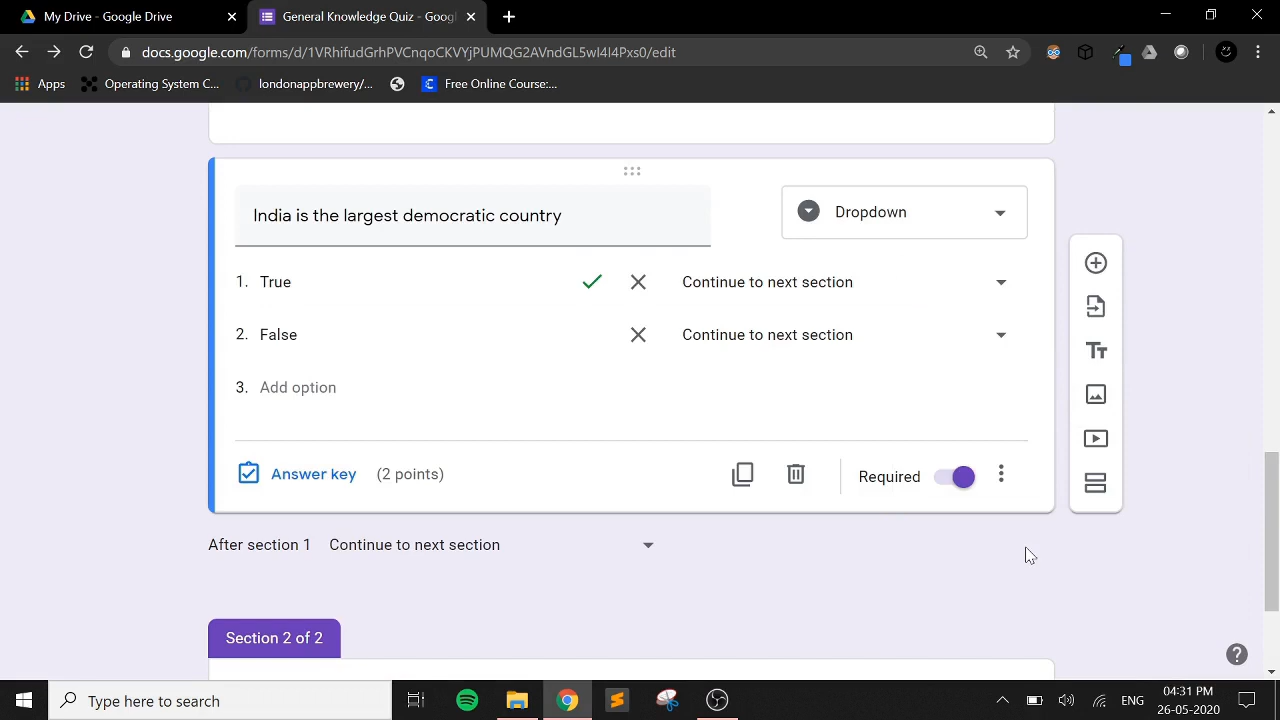 My Drive - Google Drive
General Knowledge Quiz - Googl
docs.google.com/forms/d/1VRhifudGrhPVCnqoCKVYjPUMQG2AVndGL5wl4l4Pxs0/edit
Apps
Operating System C...
londonappbrewery/...
Free Online Course:...
India is the largest democratic country
Dropdown
1. True
Continue to next section
2. False
Continue to next section
3. Add option
Answer key
(2 points)
Required
After section 1
Continue to next section
Section 2 of 2
Type here to search
ENG
04:31 PM
26-05-2020